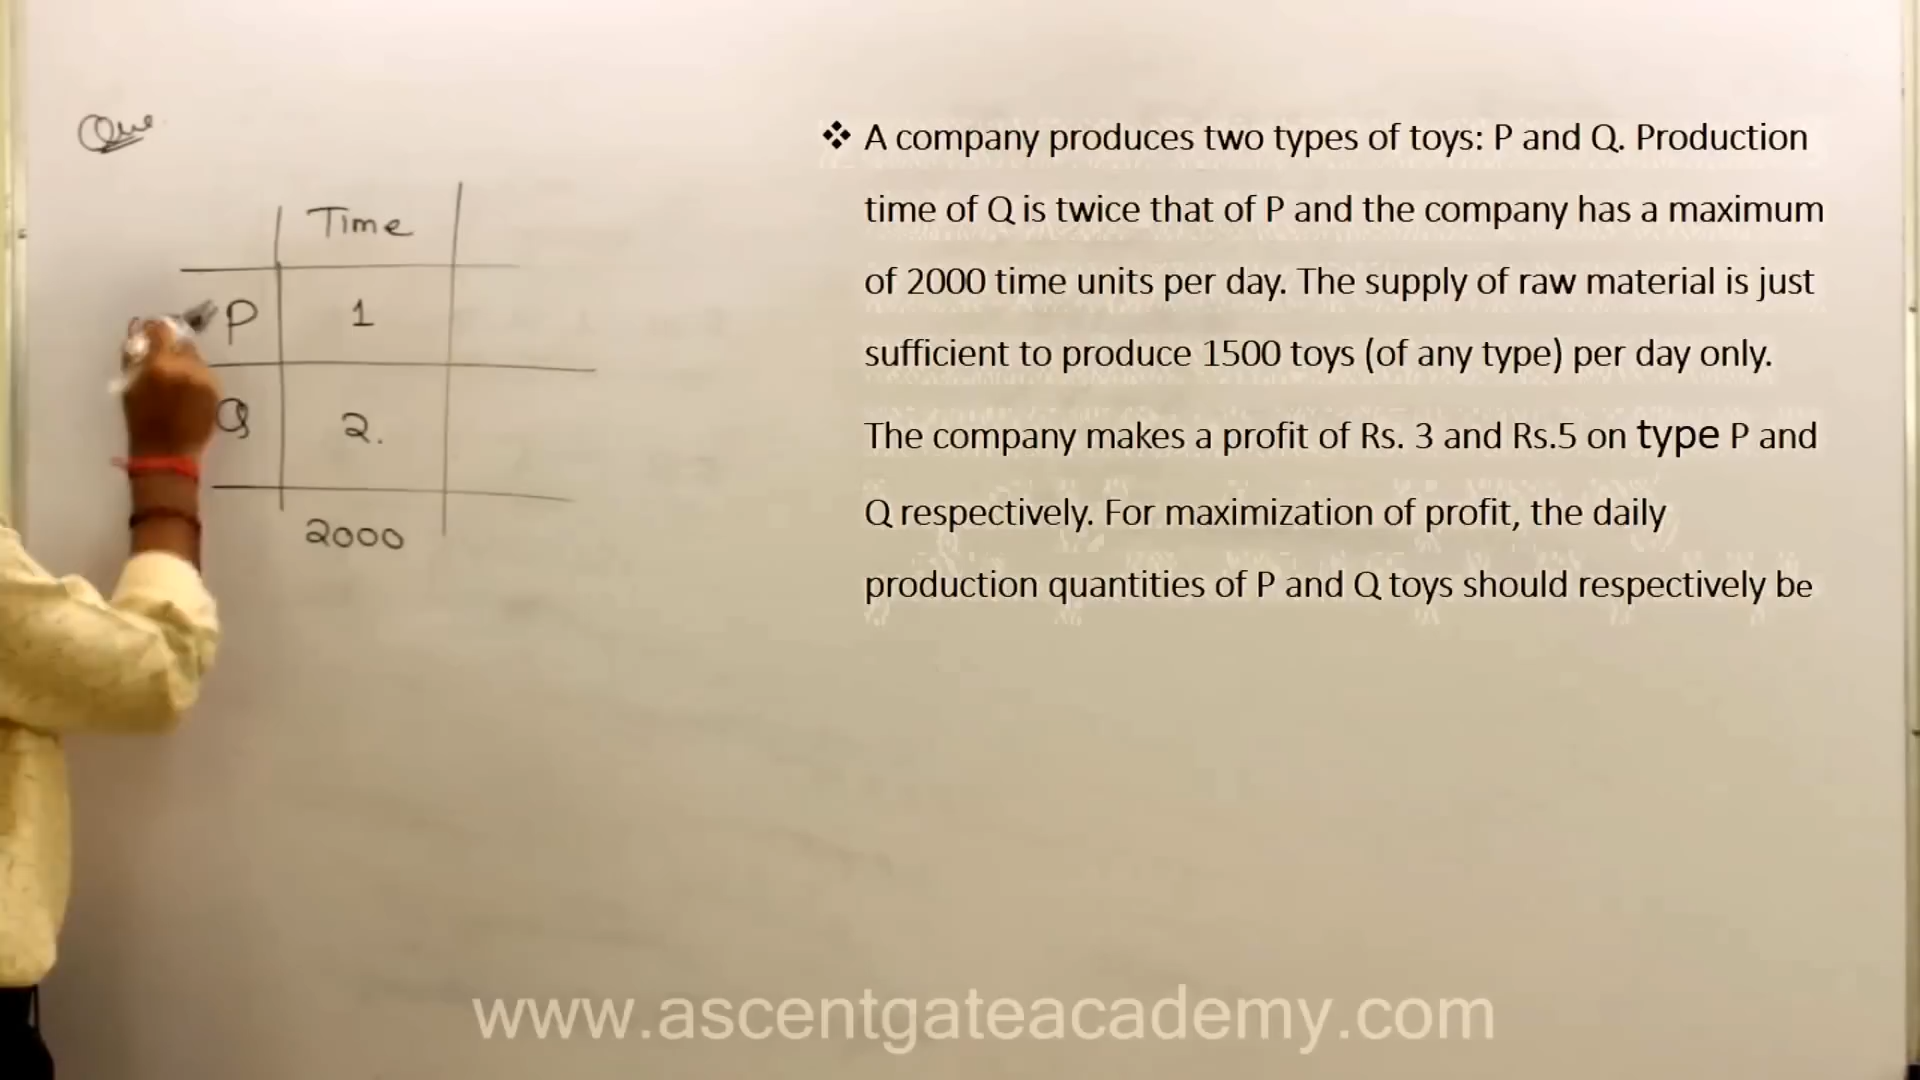 Que
Time
P 1
Q 2.
2000
❖ A company produces two types of toys: P and Q. Production
time of Q is twice that of P and the company has a maximum
of 2000 time units per day. The supply of raw material is just
sufficient to produce 1500 toys (of any type) per day only.
The company makes a profit of Rs. 3 and Rs.5 on type P and
Q respectively. For maximization of profit, the daily
production quantities of P and Q toys should respectively be
www.ascentgateacademy.com